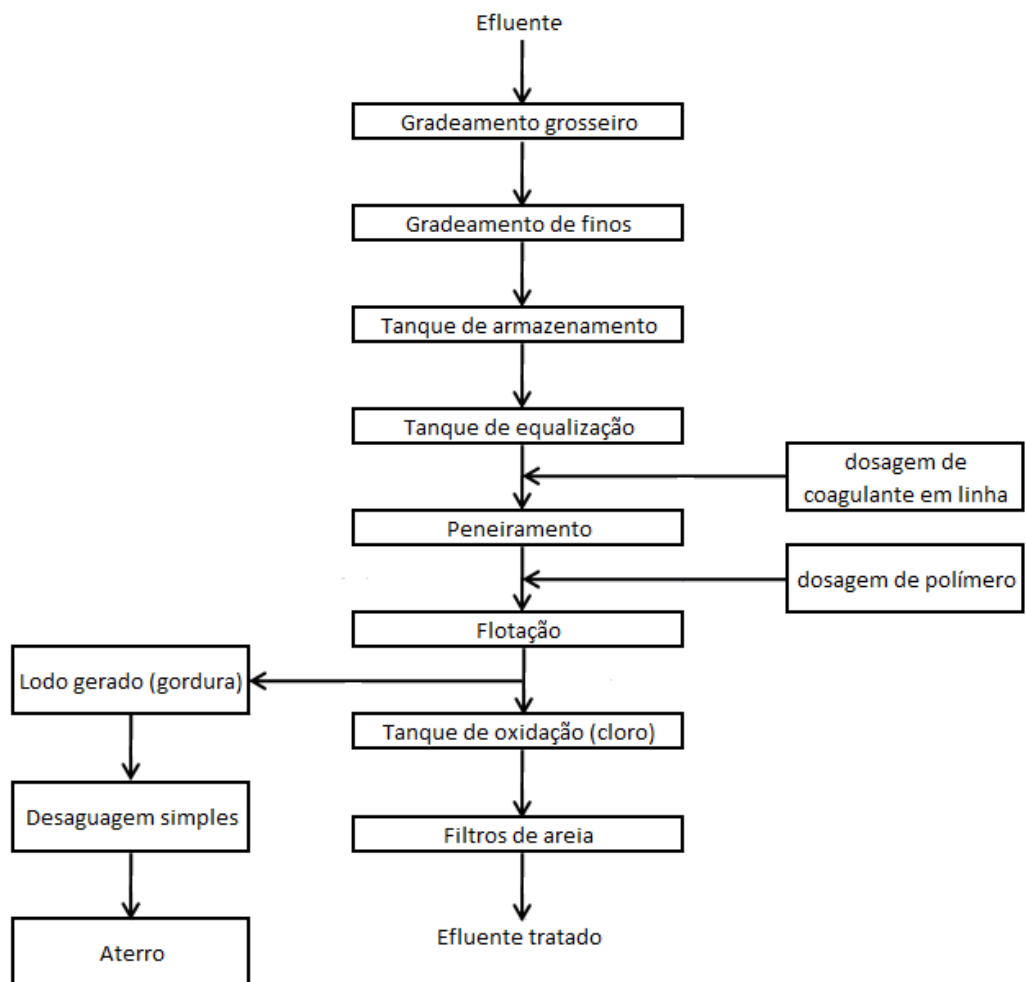 Efluente
Gradeamento grosseiro
Gradeamento de finos
Tanque de armazenamento
Tanque de equalização
dosagem de
coagulante em linha
Peneiramento
dosagem de polímero
Flotação
Lodo gerado (gordura)
Tanque de oxidação (cloro)
Desaguagem simples
Filtros de areia
Efluente tratado
Aterro